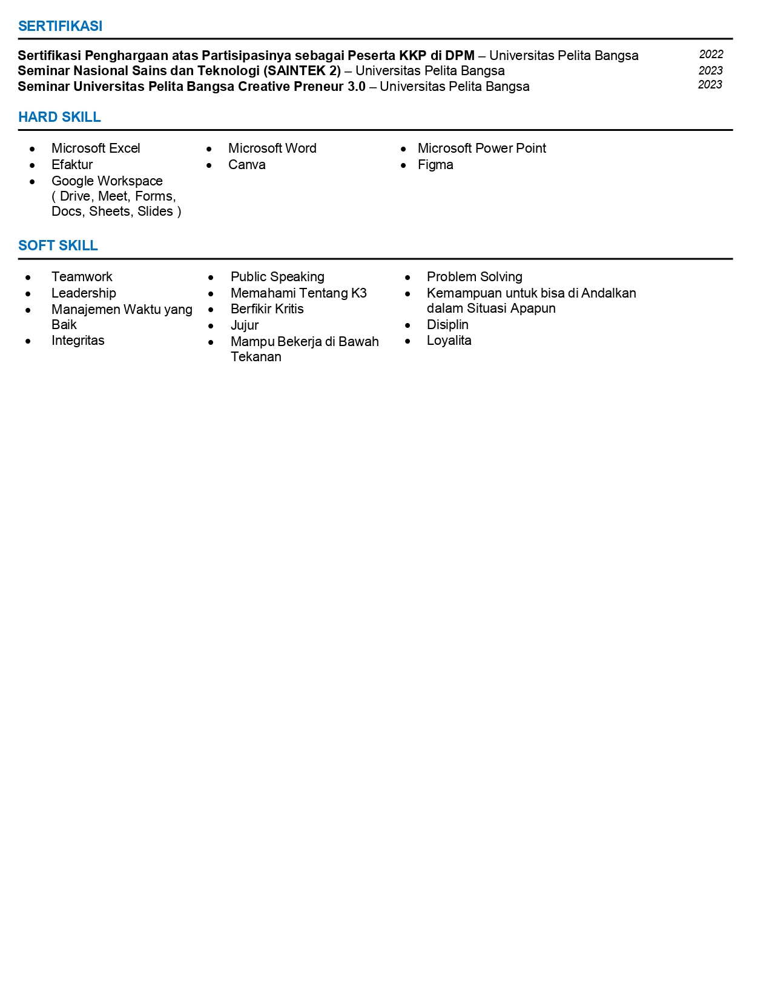 SERTIFIKASI
Sertifikasi Penghargaan atas Partisipasinya sebagai Peserta KKP di DPM – Universitas Pelita Bangsa 2022
Seminar Nasional Sains dan Teknologi (SAINTEK 2) – Universitas Pelita Bangsa 2023
Seminar Universitas Pelita Bangsa Creative Preneur 3.0 – Universitas Pelita Bangsa 2023
HARD SKILL
• Microsoft Excel
• Efaktur
• Google Workspace
( Drive, Meet, Forms,
Docs, Sheets, Slides )
• Microsoft Word
• Canva
• Microsoft Power Point
• Figma
SOFT SKILL
• Teamwork
• Leadership
• Manajemen Waktu yang
Baik
• Integritas
• Public Speaking
• Memahami Tentang K3
• Berfikir Kritis
• Jujur
• Mampu Bekerja di Bawah
Tekanan
• Problem Solving
• Kemampuan untuk bisa di Andalkan
dalam Situasi Apapun
• Disiplin
• Loyalita